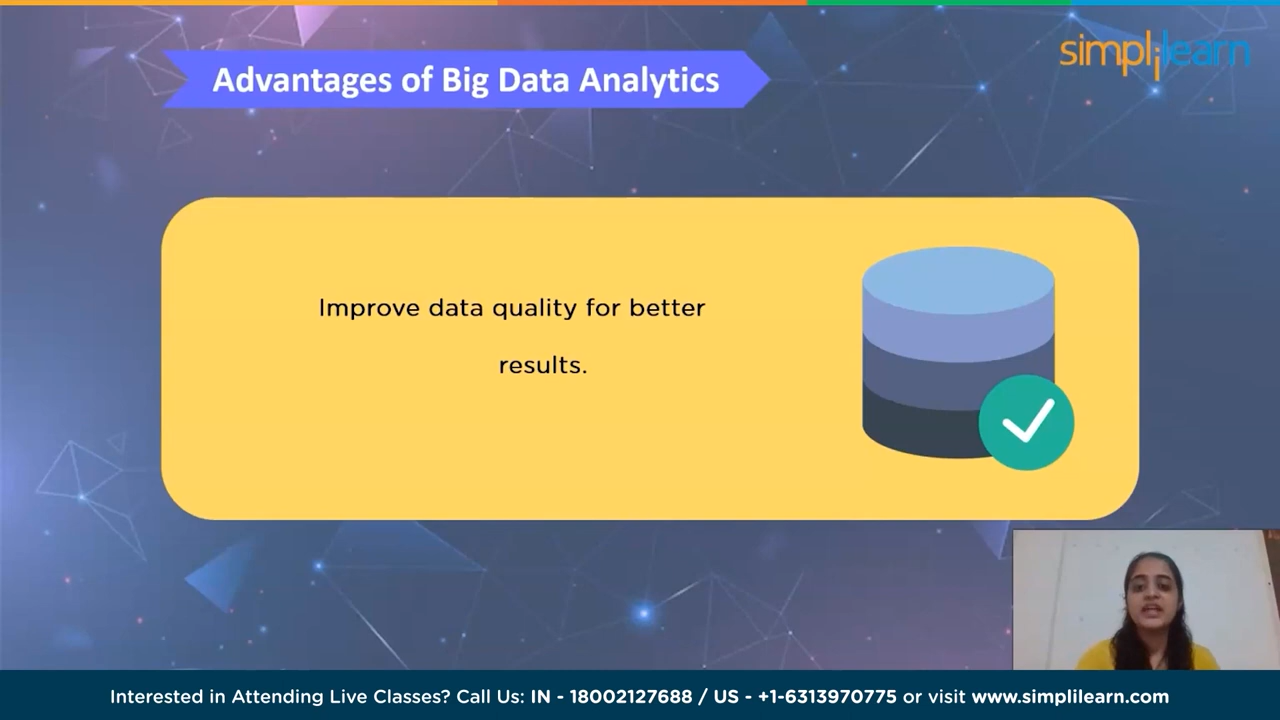 Advantages of Big Data Analytics
simplilearn
Improve data quality for better
results.
Interested in Attending Live Classes? Call Us: IN - 18002127688 / US - +1-6313970775 or visit www.simplilearn.com